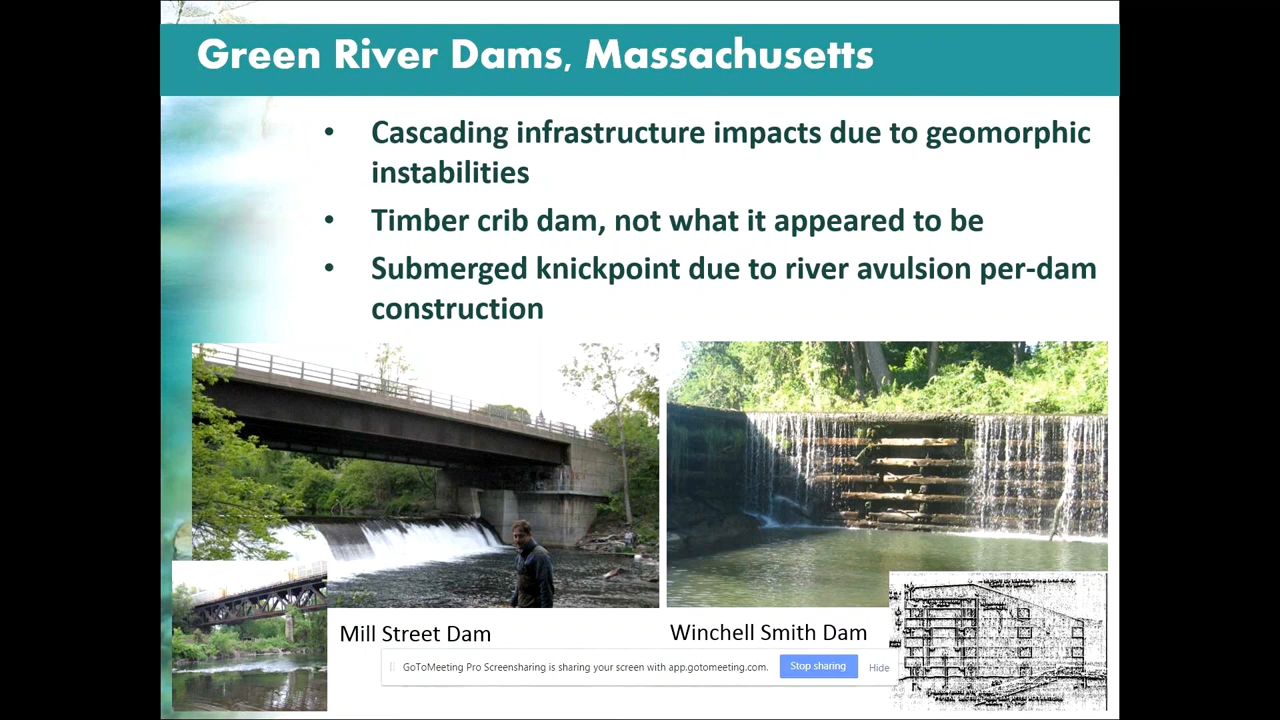 Green River Dams, Massachusetts
• Cascading infrastructure impacts due to geomorphic
instabilities
• Timber crib dam, not what it appeared to be
• Submerged knickpoint due to river avulsion per-dam
construction
Mill Street Dam
Winchell Smith Dam
GoToMeeting Pro Screensharing is sharing your screen with app.gotomeeting.com. Stop sharing Hide